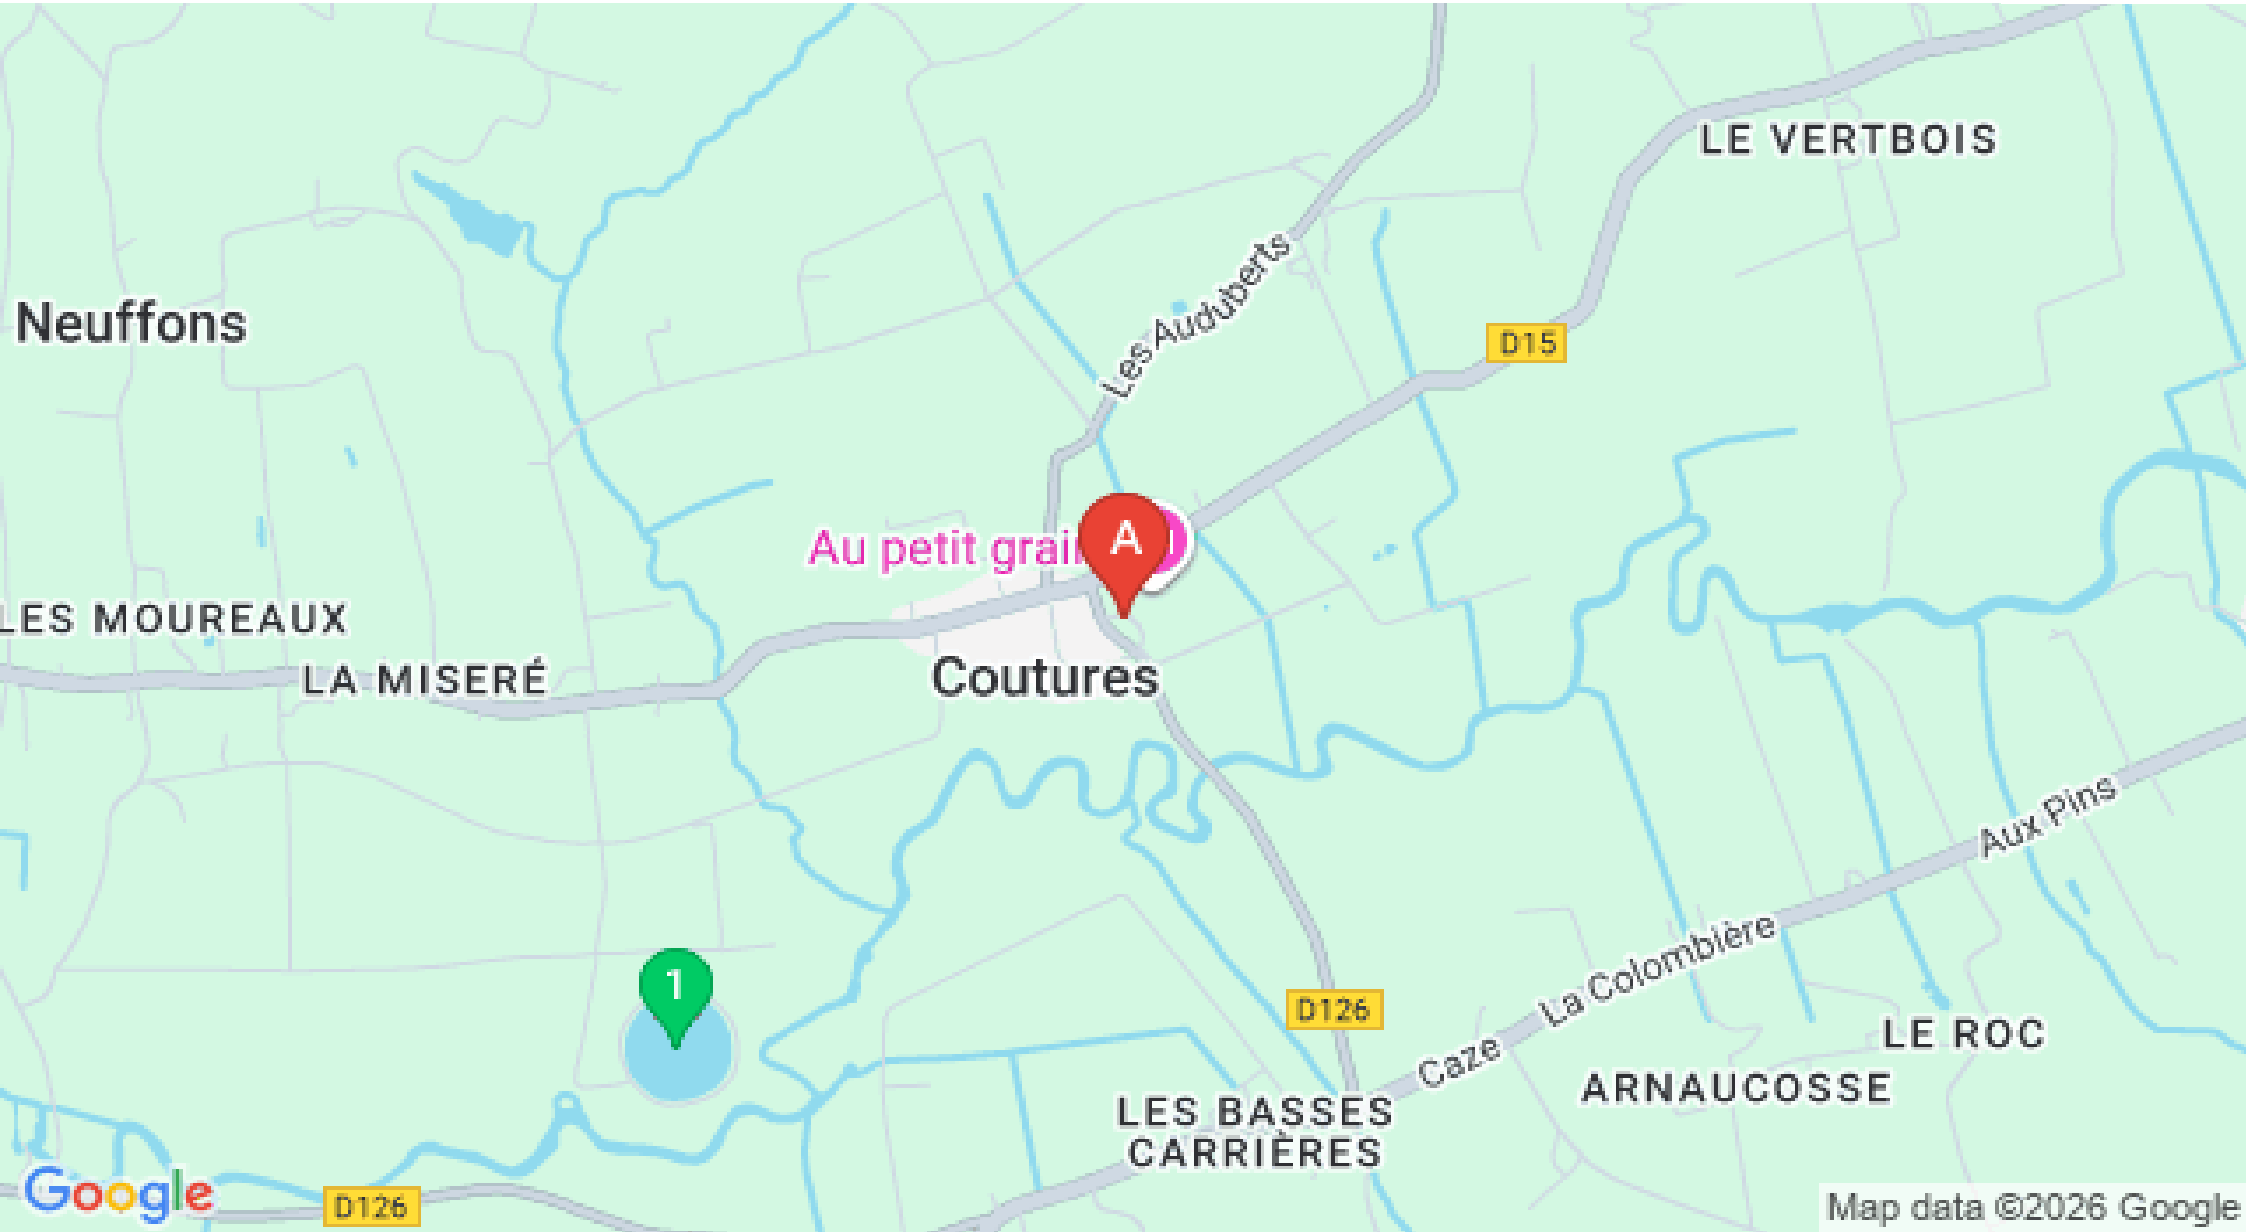 LE VERTBOIS
Les Auduberts
Neuffons
D15
A
LES MOUREAUX
LA MISERÉ
Coutures
Aux Pins
La Colombière
1
D126
LE ROC
Caze
ARNAUCOSSE
LES BASSES
CARRIÈRES
Google
D126
Map data ©2026 Google
Au petit